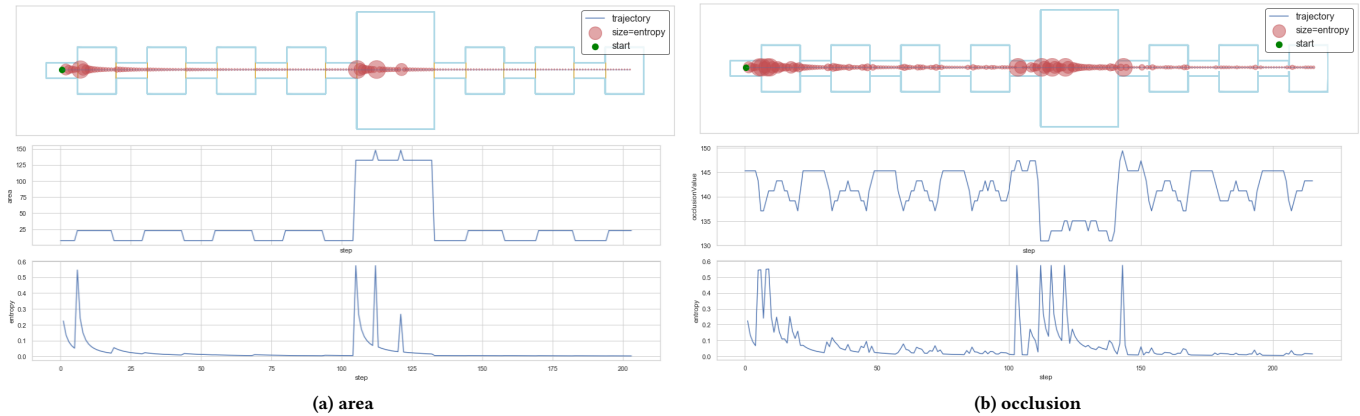 trajectory
size=entropy
start
150
125
100
75
50
25
area
step
0.6
0.5
0.4
0.3
0.2
0.1
0.0
entropy
0 25 50 75 100 125 150 175 200
step
(a) area
trajectory
size=entropy
start
150
145
140
135
130
occlusionValue
step
0.6
0.5
0.4
0.3
0.2
0.1
0.0
entropy
0 50 100 150 200
step
(b) occlusion